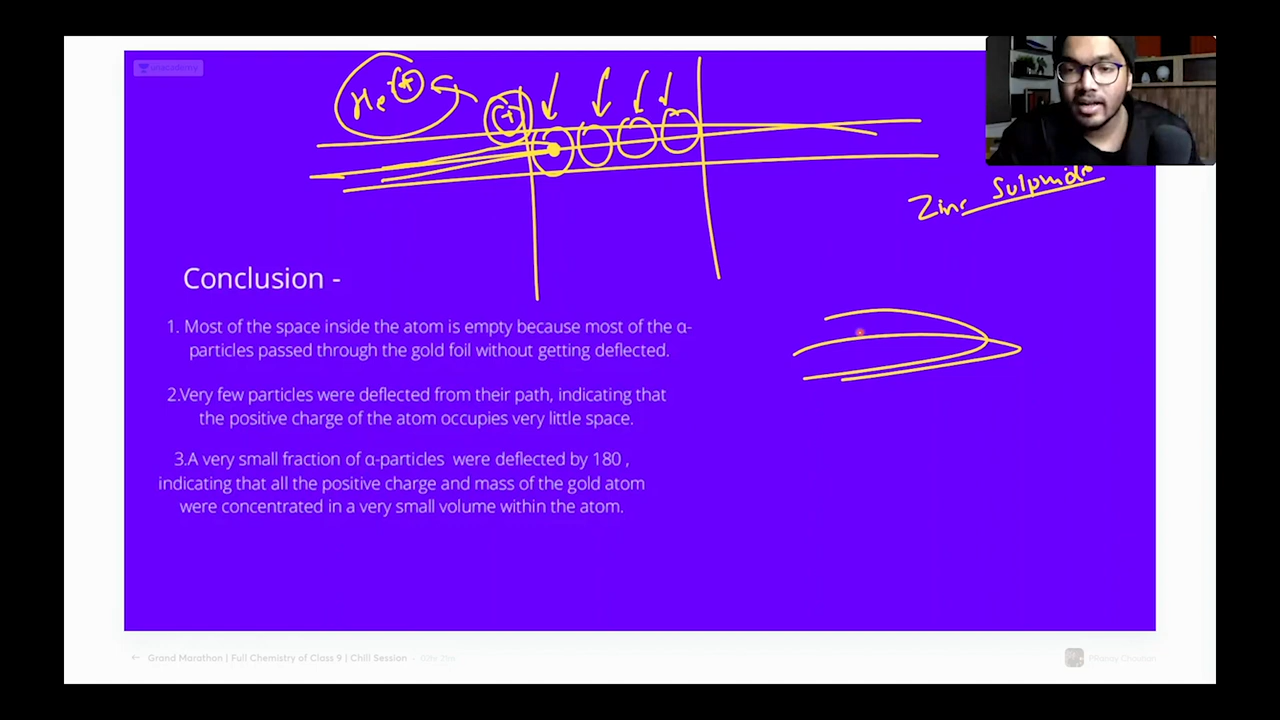 unacademy
He
+
Zinc Sulphide
Conclusion -
1. Most of the space inside the atom is empty because most of the α-
particles passed through the gold foil without getting deflected.
2.Very few particles were deflected from their path, indicating that
the positive charge of the atom occupies very little space.
3.A very small fraction of α-particles were deflected by 180 ,
indicating that all the positive charge and mass of the gold atom
were concentrated in a very small volume within the atom.
Grand Marathon | Full Chemistry of Class 9 | Chill Session
PRanay Chouhan